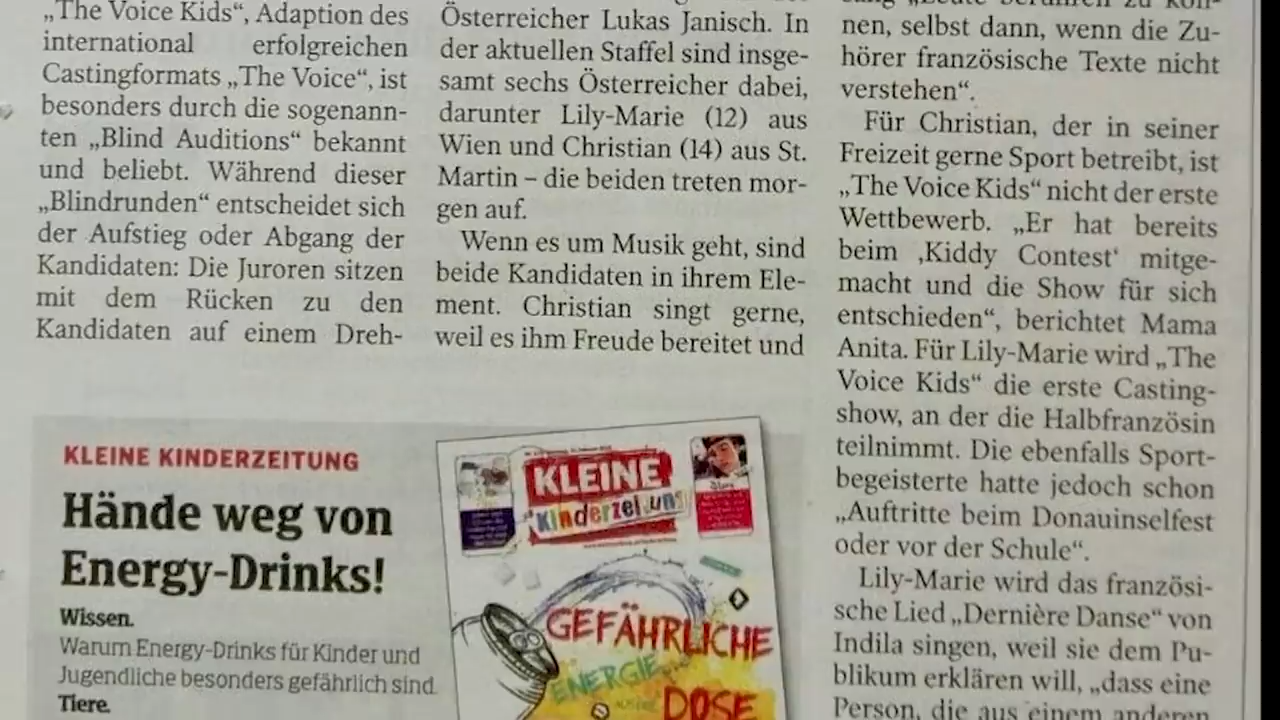 „The Voice Kids“, Adaption des
international erfolgreichen
Castingformats „The Voice“, ist
besonders durch die sogenann-
ten „Blind Auditions“ bekannt
und beliebt. Während dieser
„Blindrunden“ entscheidet sich
der Aufstieg oder Abgang der
Kandidaten: Die Juroren sitzen
mit dem Rücken zu den
Kandidaten auf einem Dreh-
Österreicher Lukas Janisch. In
der aktuellen Staffel sind insge-
samt sechs Österreicher dabei,
darunter Lily-Marie (12) aus
Wien und Christian (14) aus St.
Martin – die beiden treten mor-
gen auf.
Wenn es um Musik geht, sind
beide Kandidaten in ihrem Ele-
ment. Christian singt gerne,
weil es ihm Freude bereitet und
„Leute berühren zu kön-
nen, selbst dann, wenn die Zu-
hörer französische Texte nicht
verstehen“.
Für Christian, der in seiner
Freizeit gerne Sport betreibt, ist
„The Voice Kids“ nicht der erste
Wettbewerb. „Er hat bereits
beim ‚Kiddy Contest‘ mitge-
macht und die Show für sich
entschieden“, berichtet Mama
Anita. Für Lily-Marie wird „The
Voice Kids“ die erste Casting-
show, an der die Halbfranzösin
teilnimmt. Die ebenfalls Sport-
begeisterte hatte jedoch schon
„Auftritte beim Donauinselfest
oder vor der Schule“.
Lily-Marie wird das französi-
sche Lied „Dernière Danse“ von
Indila singen, weil sie dem Pu-
blikum erklären will, „dass eine
Person, die aus einem anderen
KLEINE KINDERZEITUNG
Hände weg von
Energy-Drinks!
Wissen.
Warum Energy-Drinks für Kinder und
Jugendliche besonders gefährlich sind.
Tiere.
KLEINE
Kinderzeitung
GEFÄHRLICHE
ENERGIE
AUS DER
DOSE